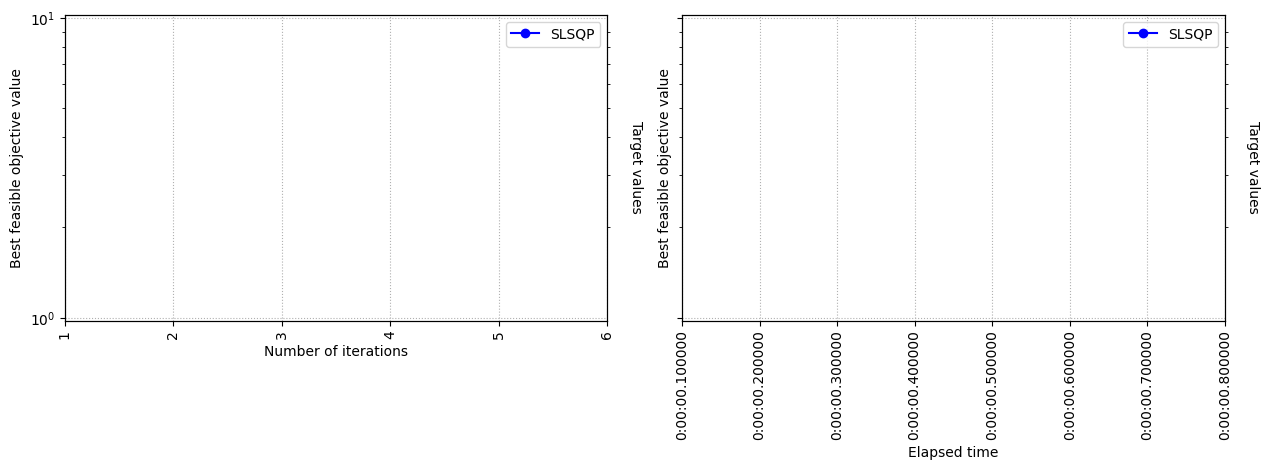 Best feasible objective value
10¹
10⁰
SLSQP
1 2 3 4 5 6
Number of iterations
Target values
Best feasible objective value
SLSQP
0:00:00.100000 0:00:00.200000 0:00:00.300000 0:00:00.400000 0:00:00.500000 0:00:00.600000 0:00:00.700000 0:00:00.800000
Elapsed time
Target values